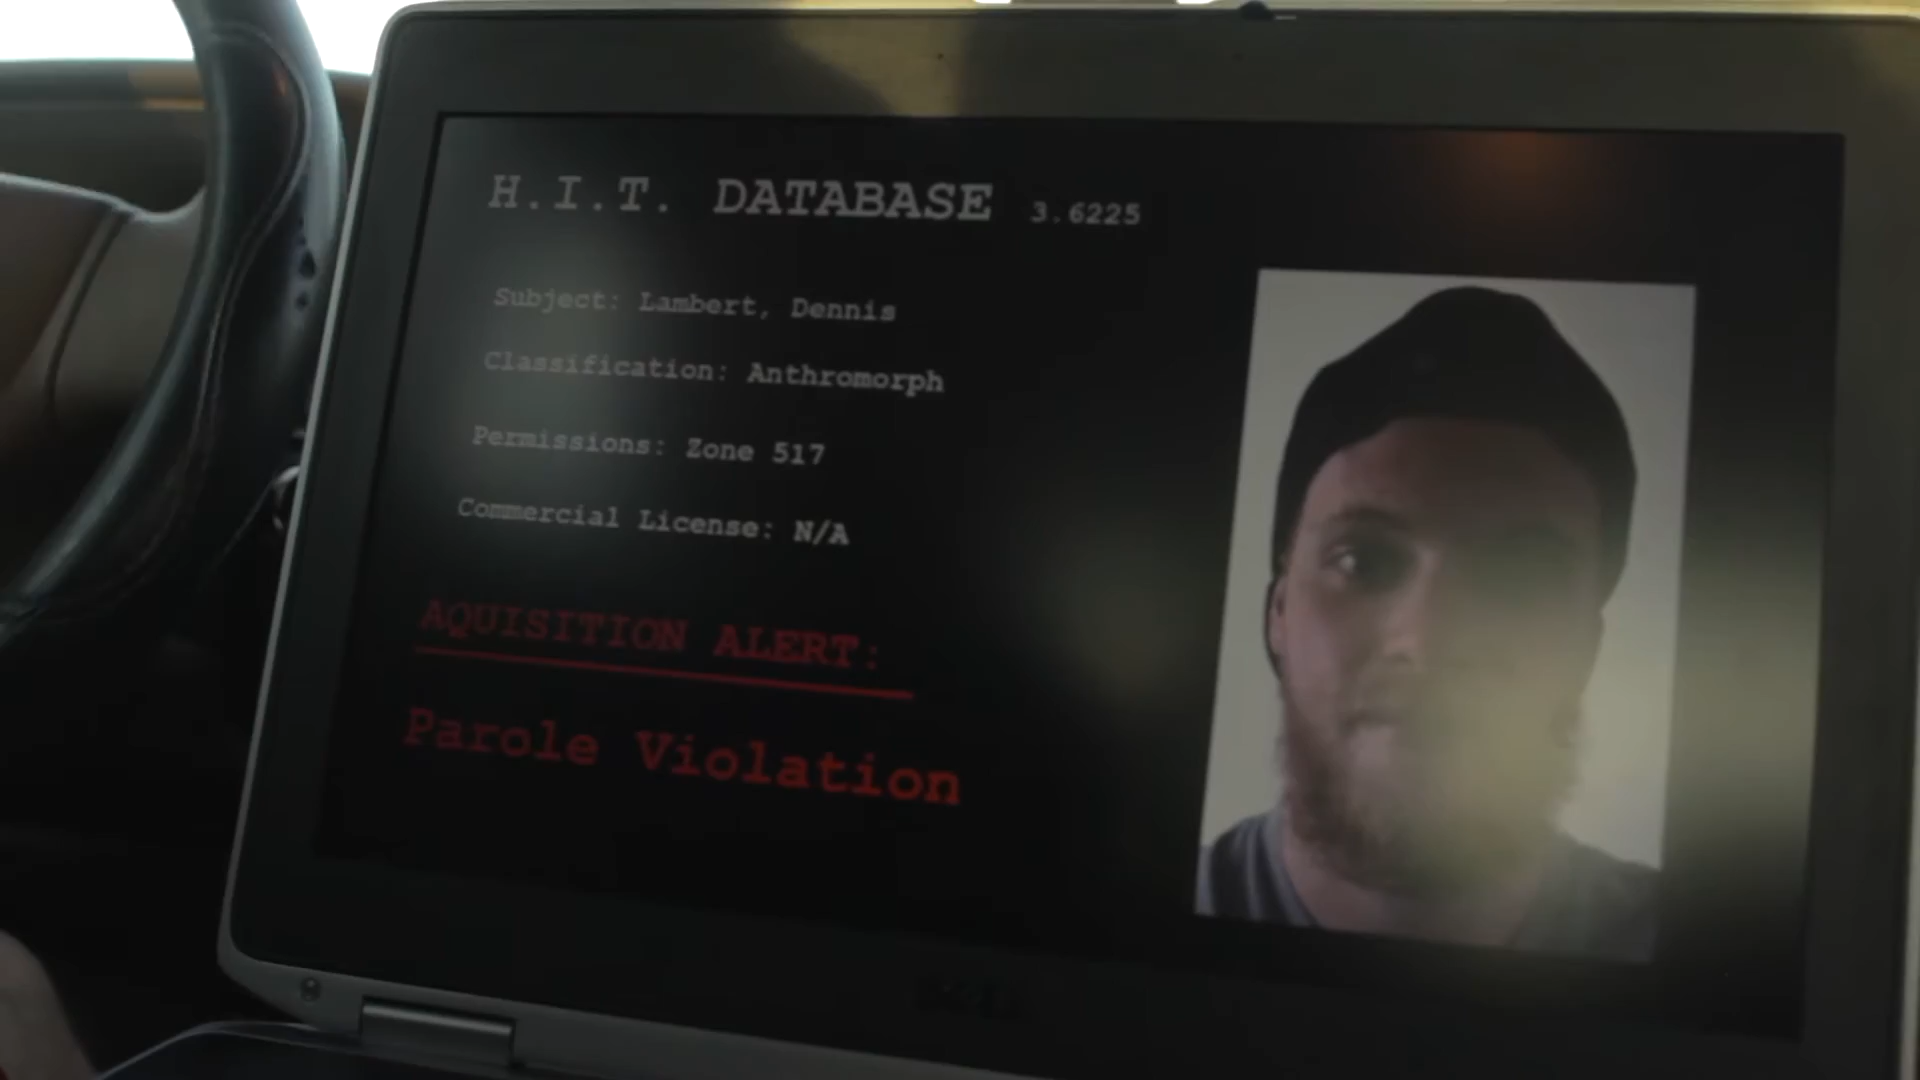 H.I.T. DATABASE 3.6225
Subject: Lambert, Dennis
Classification: Anthromorph
Permissions: Zone 517
Commercial License: N/A
AQUISITION ALERT:
Parole Violation